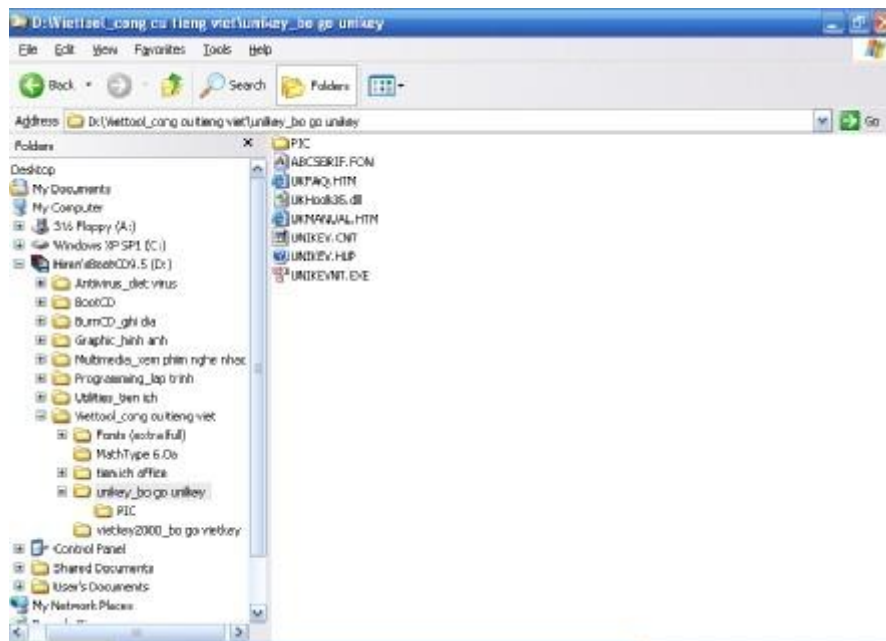 D:\Viettool_cong cu tieng viet\unikey_bo go unikey
File Edit View Favorites Tools Help
Back Search Folders
Address D:\Viettool_cong cu tieng viet\unikey_bo go unikey Go
Folders
Desktop
My Documents
My Computer
3½ Floppy (A:)
Windows XP SP1 (C:)
Hiren'sBootCD9.5 (D:)
Antivirus_diet virus
BootCD
BurnCD_ghi dia
Graphic_hinh anh
Multimedia_xem phim nghe nhac
Programming_lap trinh
Utilities_tien ich
Viettool_cong cu tieng viet
Fonts (extra full)
MathType 6.0a
tien ich office
unikey_bo go unikey
PIC
vietkey2000_bo go vietkey
Control Panel
Shared Documents
User's Documents
My Network Places
PIC
ABCSERIF.FON
UKFAQ.HTM
UKHook35.dll
UKMANUAL.HTM
UNIKEY.CNT
UNIKEY.HLP
UNIKEYNT.EXE